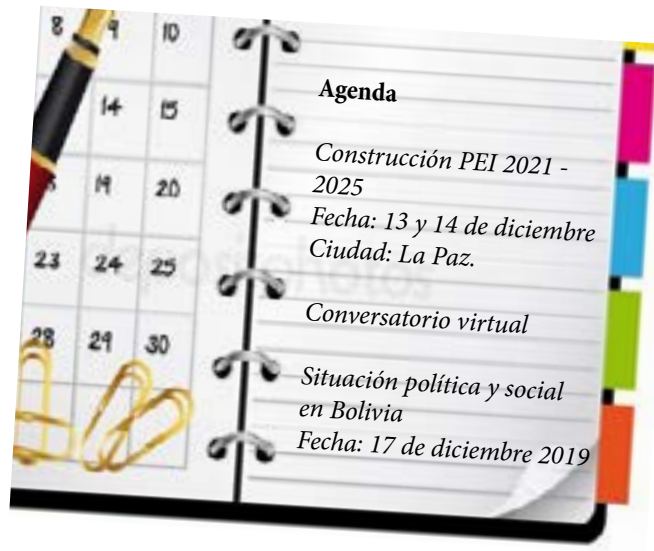 8 9 10
14 15
19 20
23 24 25
28 29 30
Agenda
Construcción PEI 2021 -
2025
Fecha: 13 y 14 de diciembre
Ciudad: La Paz.
Conversatorio virtual
Situación política y social
en Bolivia
Fecha: 17 de diciembre 2019